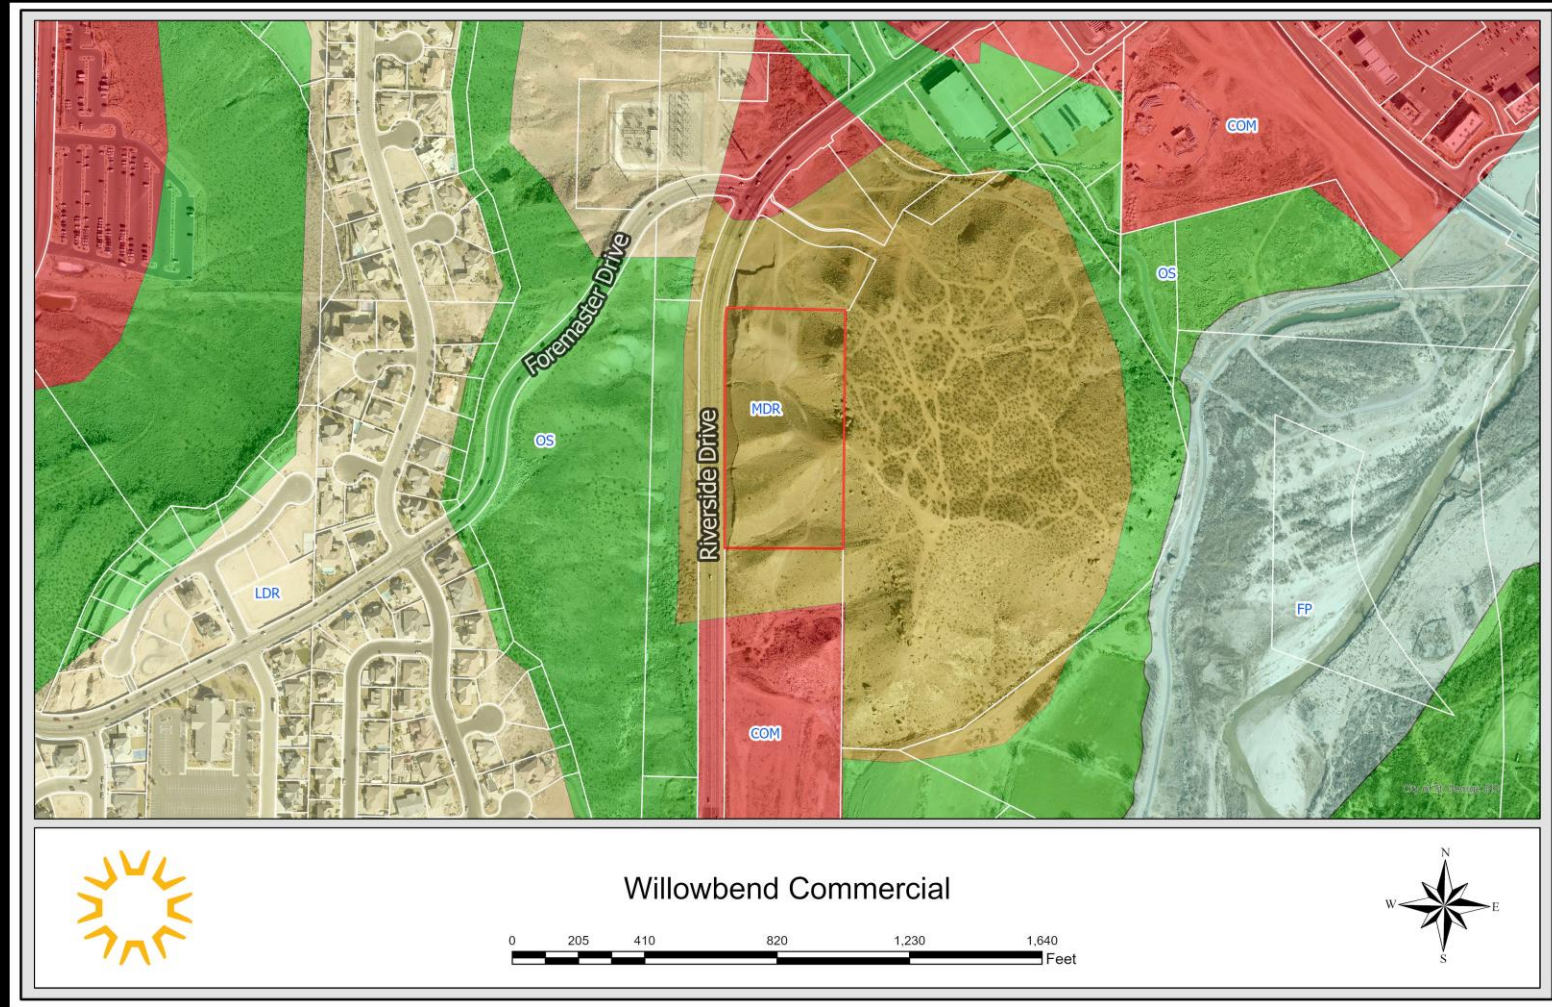 COM
OS
Foremaster Drive
MDR
OS
Riverside Drive
LDR
FP
COM
Willowbend Commercial
0 205 410 820 1,230 1,640
Feet
N
W E
S